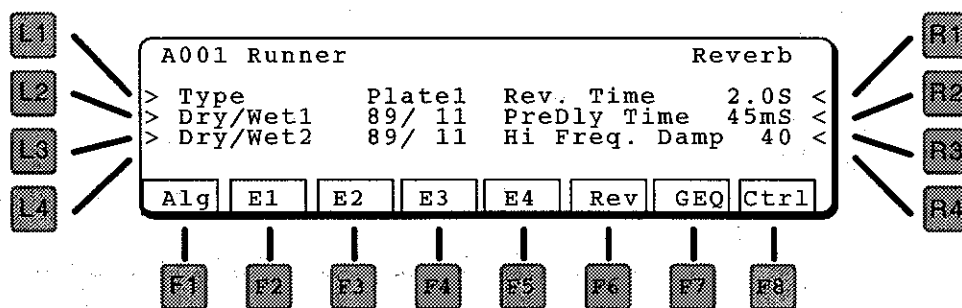 L1
L2
L3
L4
A001 Runner Reverb
> Type Plate1 Rev. Time 2.0S <
> Dry/Wet1 89/ 11 PreDly Time 45mS <
> Dry/Wet2 89/ 11 Hi Freq. Damp 40 <
Alg E1 E2 E3 E4 Rev GEQ Ctrl
R1
R2
R3
R4
F1 F2 F3 F4 F5 F6 F7 F8